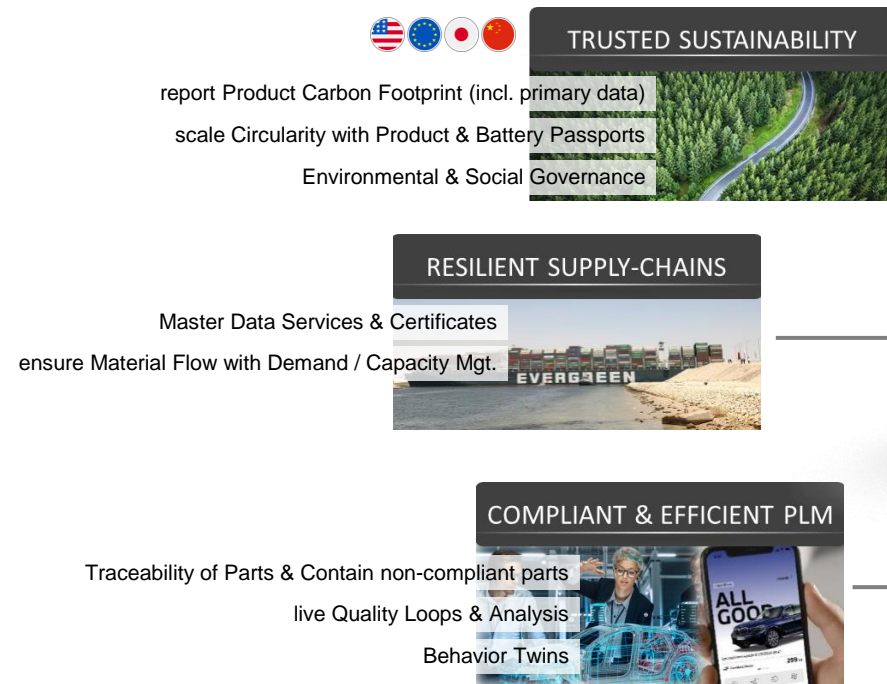 TRUSTED SUSTAINABILITY
report Product Carbon Footprint (incl. primary data)
scale Circularity with Product & Battery Passports
Environmental & Social Governance
RESILIENT SUPPLY-CHAINS
Master Data Services & Certificates
ensure Material Flow with Demand / Capacity Mgt.
EVERGREEN
COMPLIANT & EFFICIENT PLM
Traceability of Parts & Contain non-compliant parts
live Quality Loops & Analysis
Behavior Twins
ALL
GOOD